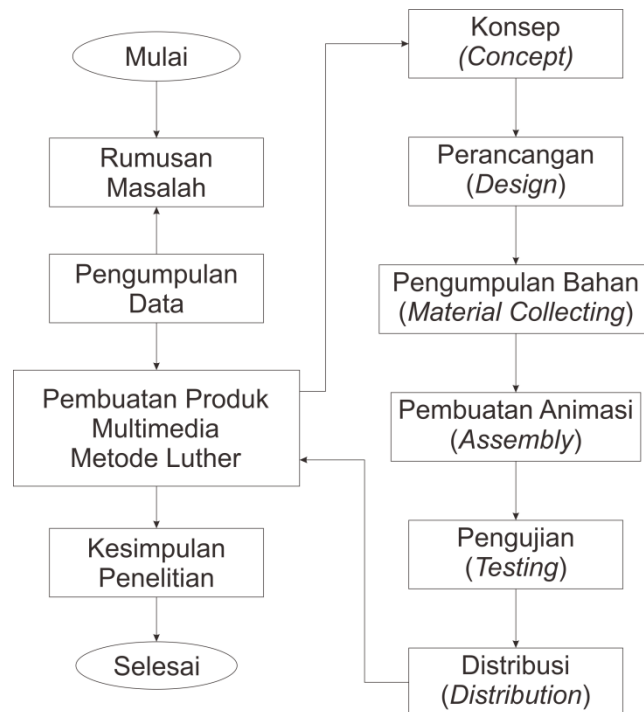 Mulai
Rumusan
Masalah
Pengumpulan
Data
Pembuatan Produk
Multimedia
Metode Luther
Kesimpulan
Penelitian
Selesai
Konsep
(Concept)
Perancangan
(Design)
Pengumpulan Bahan
(Material Collecting)
Pembuatan Animasi
(Assembly)
Pengujian
(Testing)
Distribusi
(Distribution)